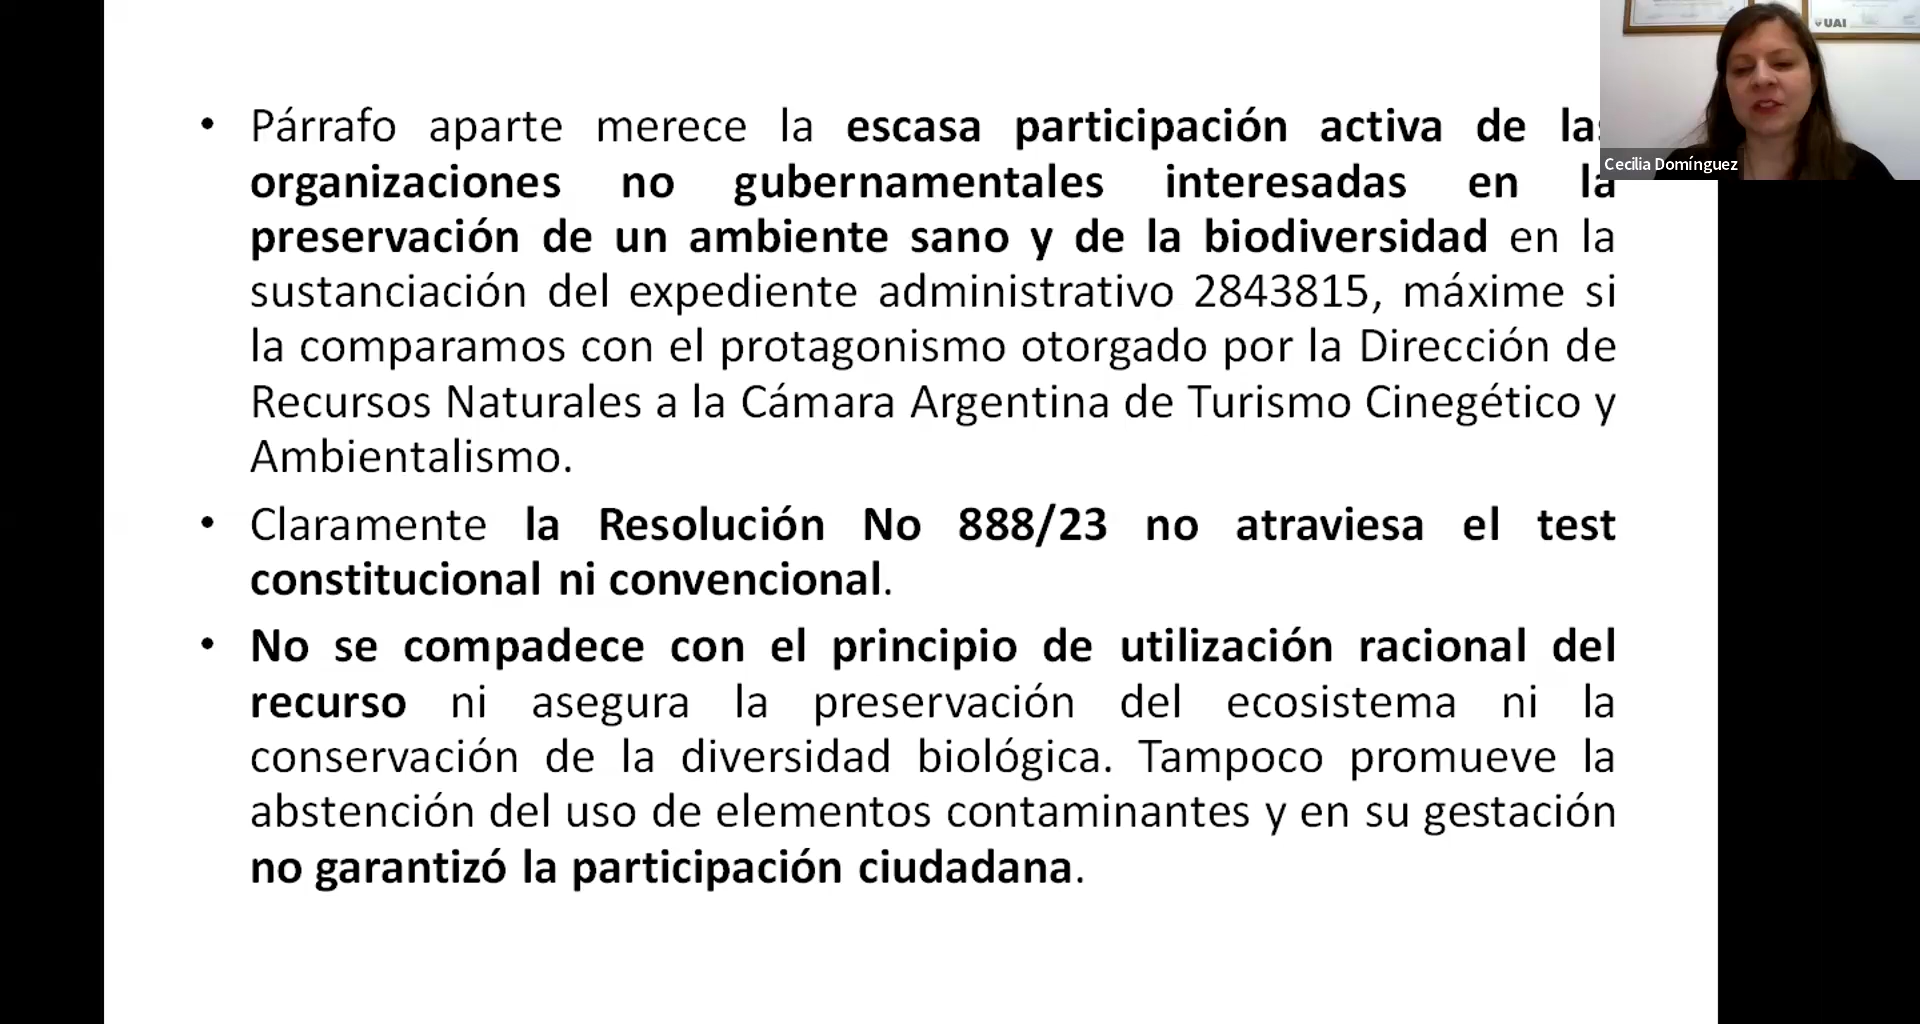 • Párrafo aparte merece la escasa participación activa de las
organizaciones no gubernamentales interesadas en la
preservación de un ambiente sano y de la biodiversidad en la
sustanciación del expediente administrativo 2843815, máxime si
la comparamos con el protagonismo otorgado por la Dirección de
Recursos Naturales a la Cámara Argentina de Turismo Cinegético y
Ambientalismo.
• Claramente la Resolución No 888/23 no atraviesa el test
constitucional ni convencional.
• No se compadece con el principio de utilización racional del
recurso ni asegura la preservación del ecosistema ni la
conservación de la diversidad biológica. Tampoco promueve la
abstención del uso de elementos contaminantes y en su gestación
no garantizó la participación ciudadana.
UAI
Cecilia Domínguez